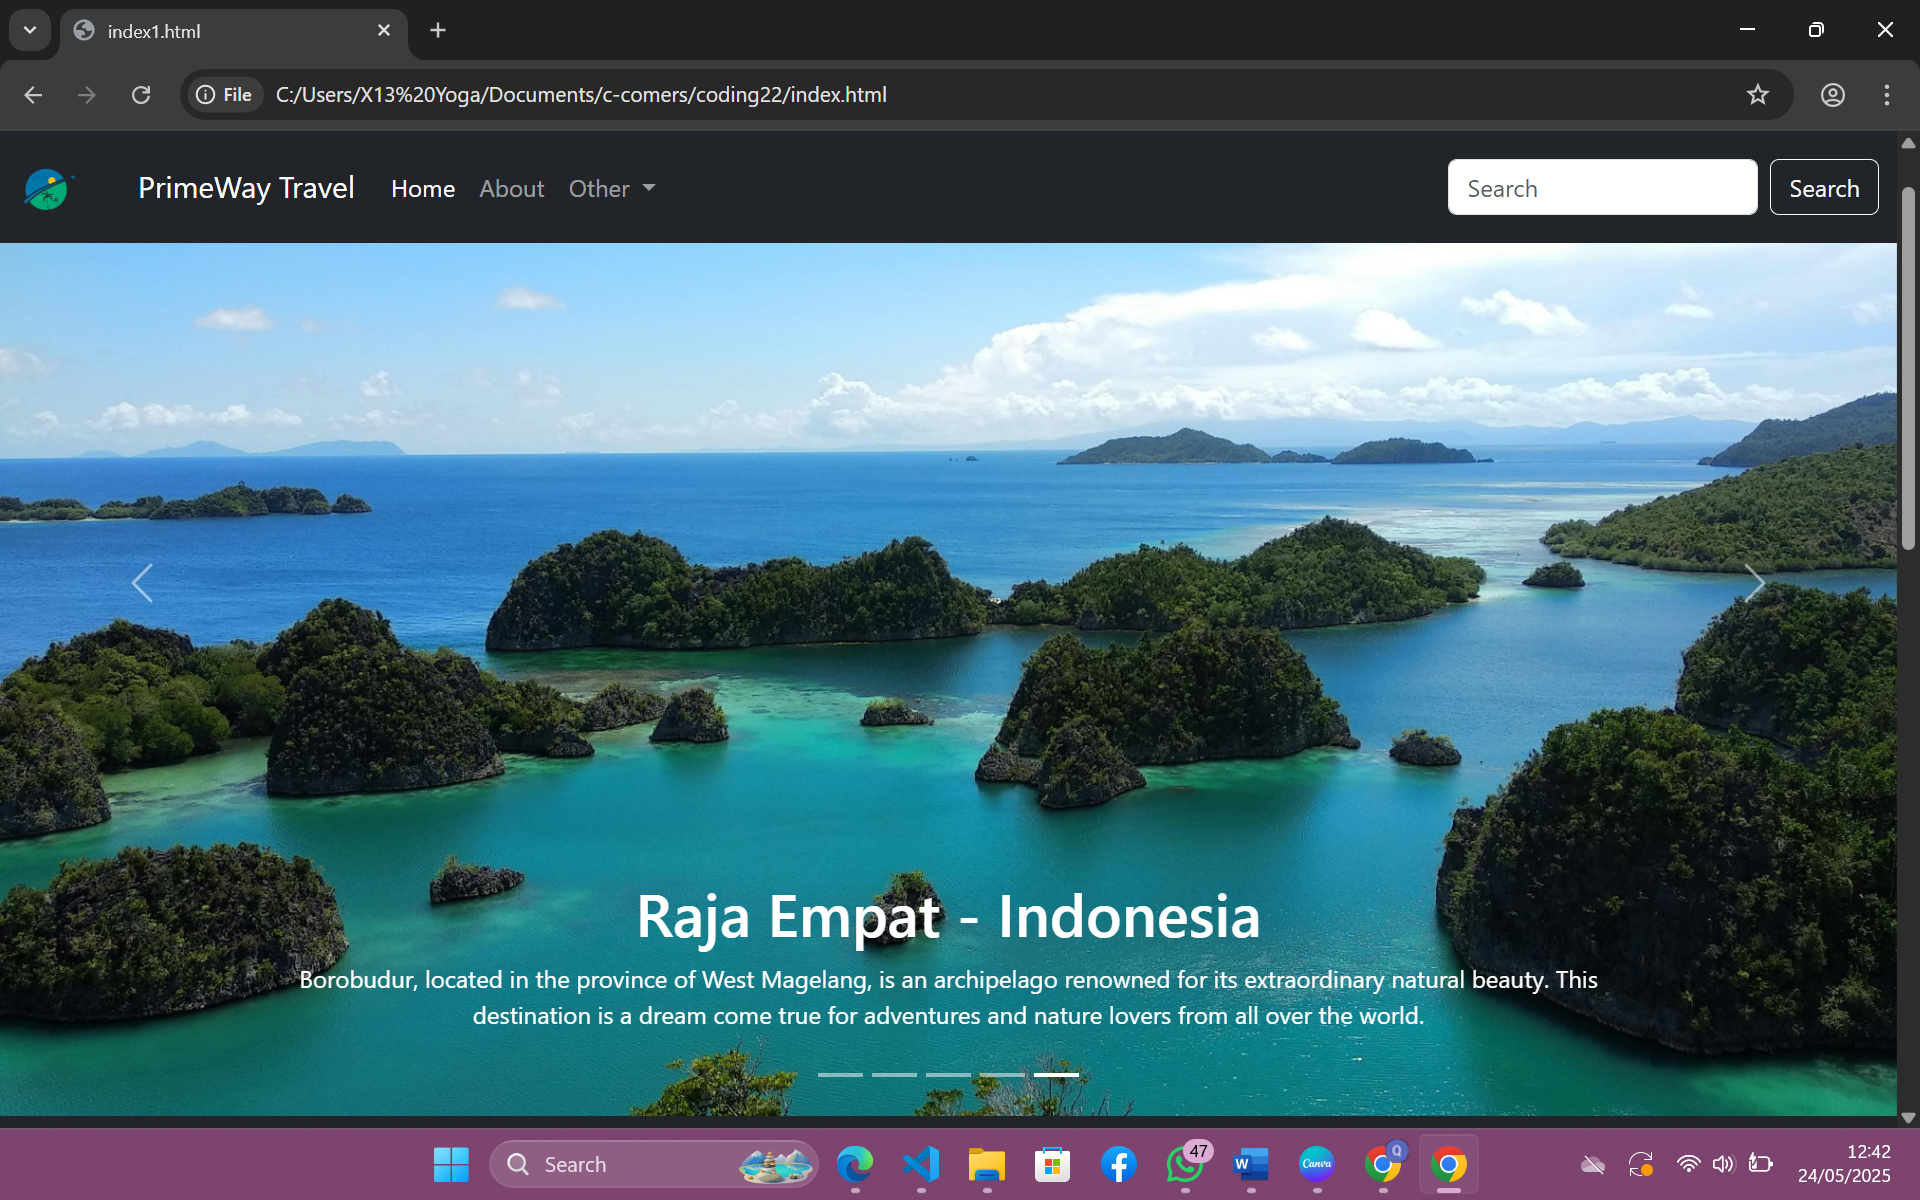 index1.html
File
C:/Users/X13%20Yoga/Documents/c-comers/coding22/index.html
PrimeWay Travel
Home
About
Other
Search
Search
Raja Empat - Indonesia
Borobudur, located in the province of West Magelang, is an archipelago renowned for its extraordinary natural beauty. This
destination is a dream come true for adventures and nature lovers from all over the world.
Search
47
W
Canva
Q
12:42
24/05/2025